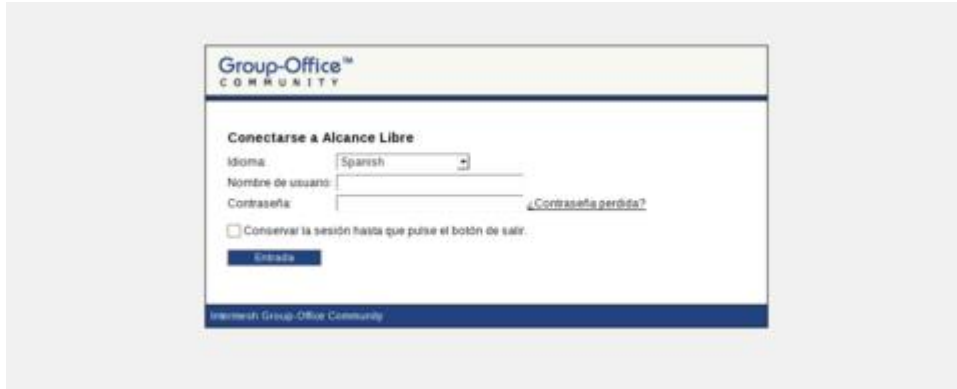 Group-Office™
COMMUNITY
Conectarse a Alcance Libre
Idioma: Spanish
Nombre de usuario:
Contraseña: ¿Contraseña perdida?
Conservar la sesión hasta que pulse el botón de salir.
Entrada
Intermesh Group-Office Community